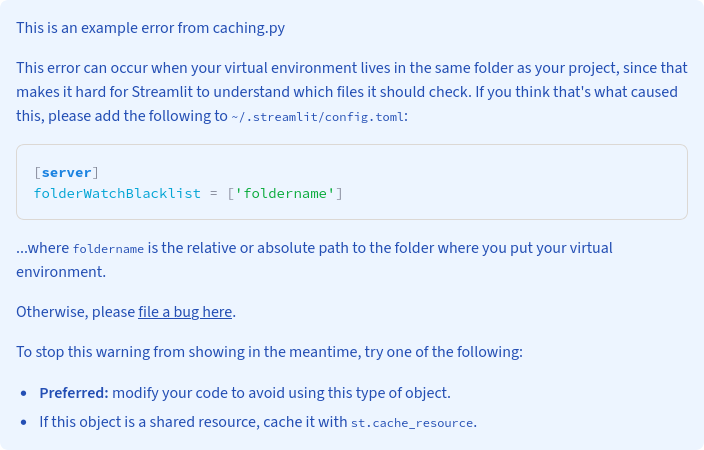 This is an example error from caching.py
This error can occur when your virtual environment lives in the same folder as your project, since that
makes it hard for Streamlit to understand which files it should check. If you think that's what caused
this, please add the following to ~/.streamlit/config.toml:
[server]
folderWatchBlacklist = ['foldername']
...where foldername is the relative or absolute path to the folder where you put your virtual
environment.
Otherwise, please file a bug here.
To stop this warning from showing in the meantime, try one of the following:
• Preferred: modify your code to avoid using this type of object.
• If this object is a shared resource, cache it with st.cache_resource.